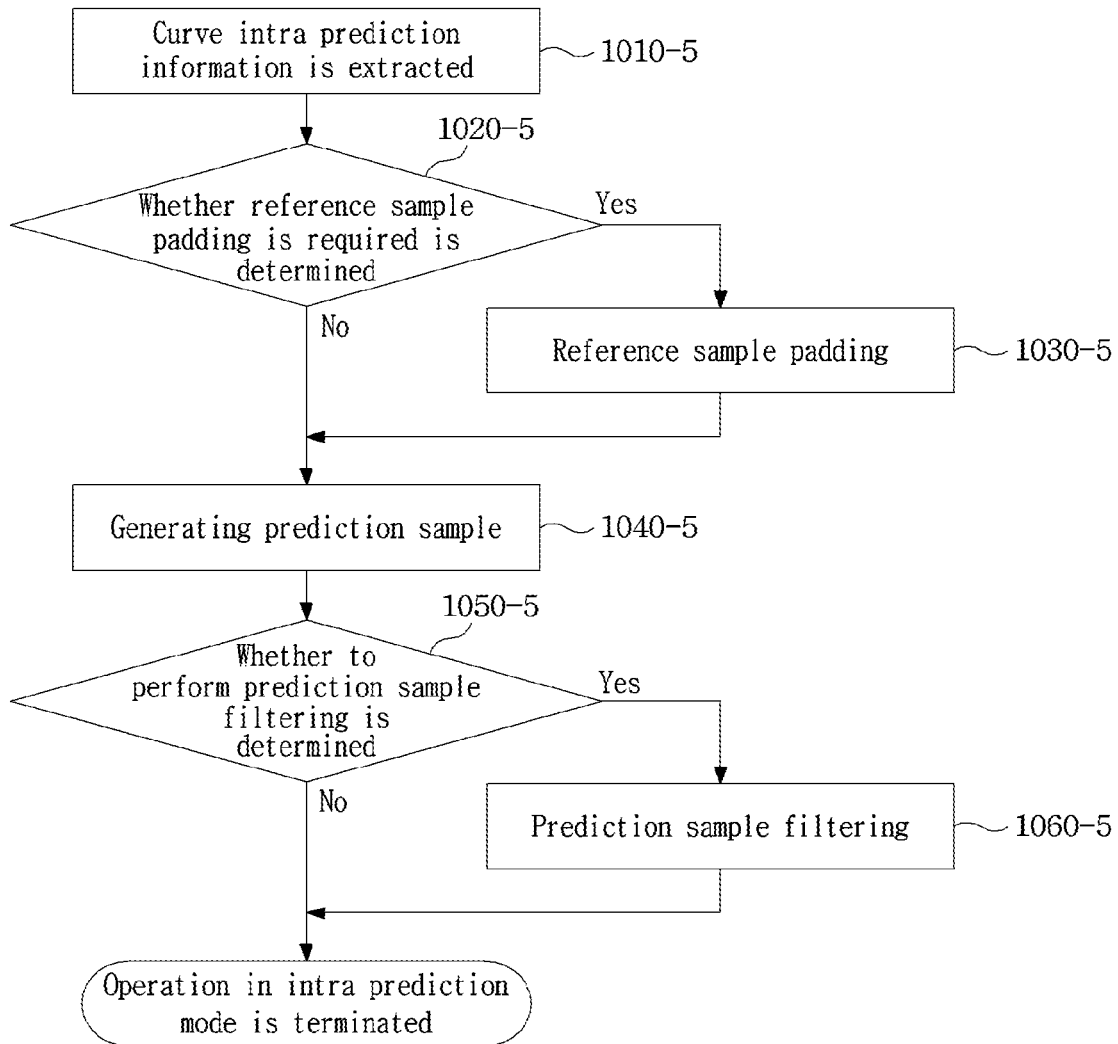 Curve intra prediction
information is extracted
1010-5
1020-5
Whether reference sample
padding is required is
determined
Yes
No
Reference sample padding
1030-5
Generating prediction sample
1040-5
1050-5
Whether to
perform prediction sample
filtering is
determined
Yes
No
Prediction sample filtering
1060-5
Operation in intra prediction
mode is terminated